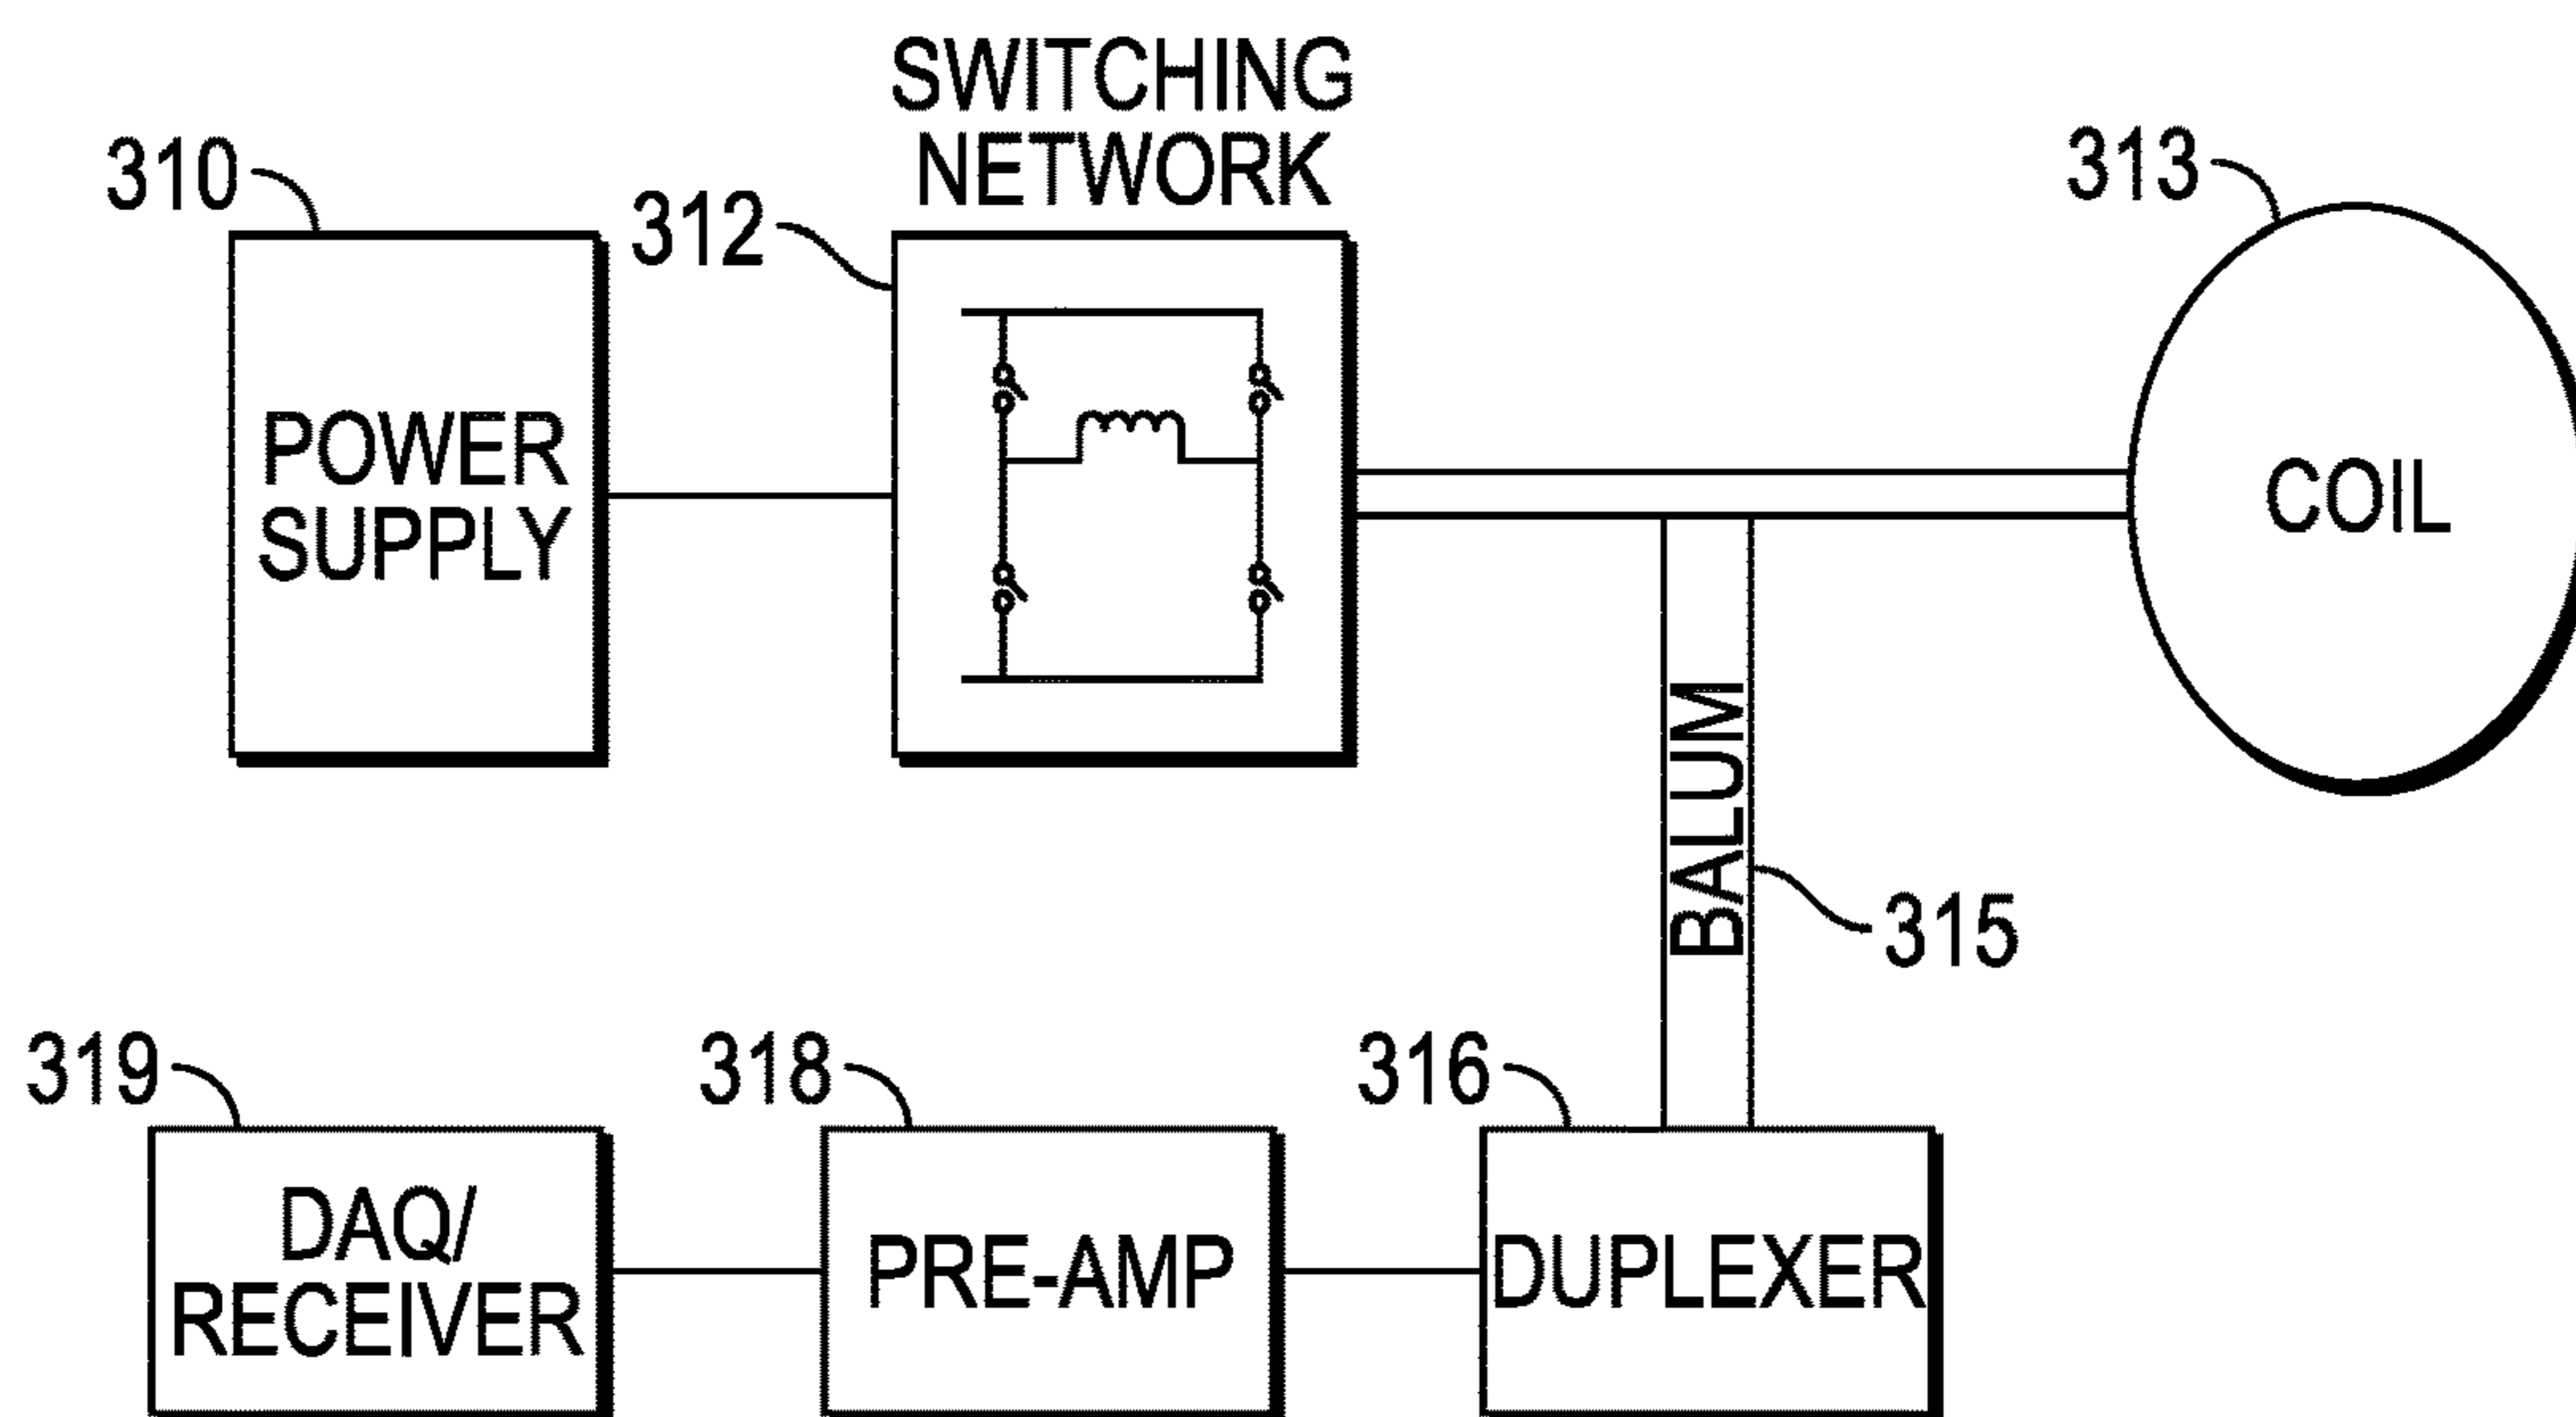 SWITCHING
NETWORK
310
312
313
POWER
SUPPLY
COIL
BALUM
315
319
318
316
DAQ/
RECEIVER
PRE-AMP
DUPLEXER